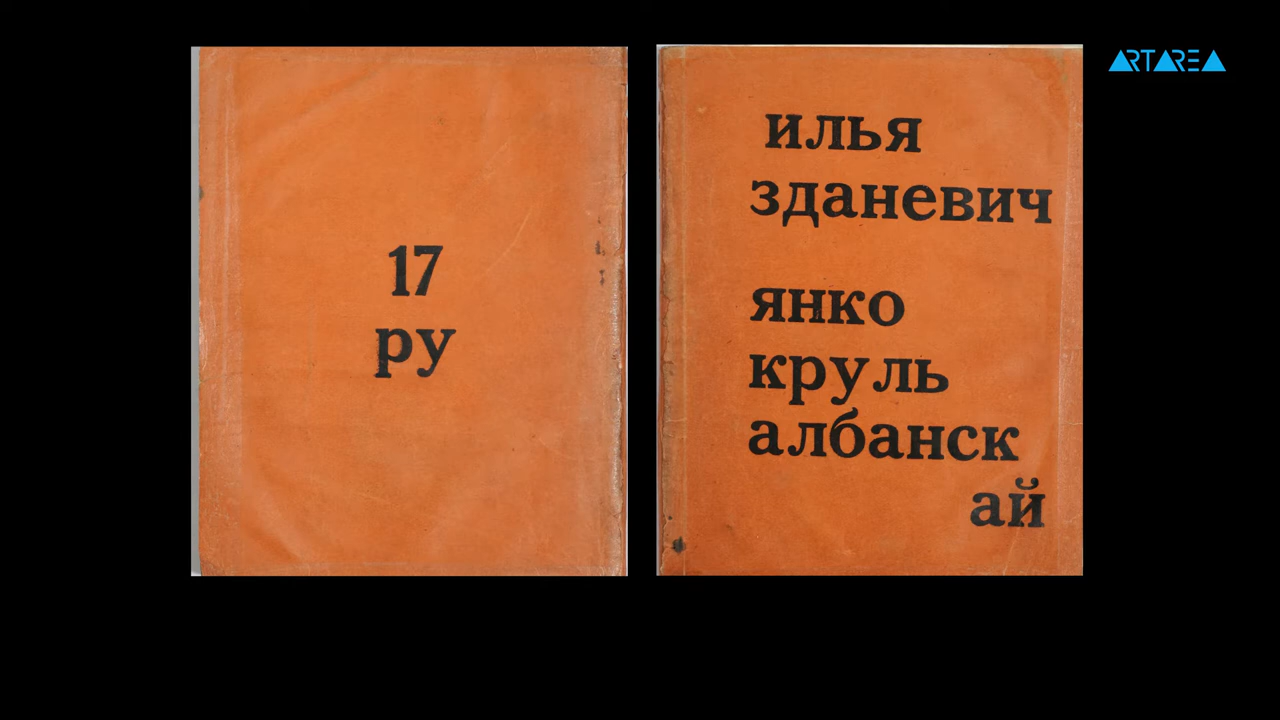 17
ру
илья
зданевич
янко
круль
албанск
ай
ARTAREA